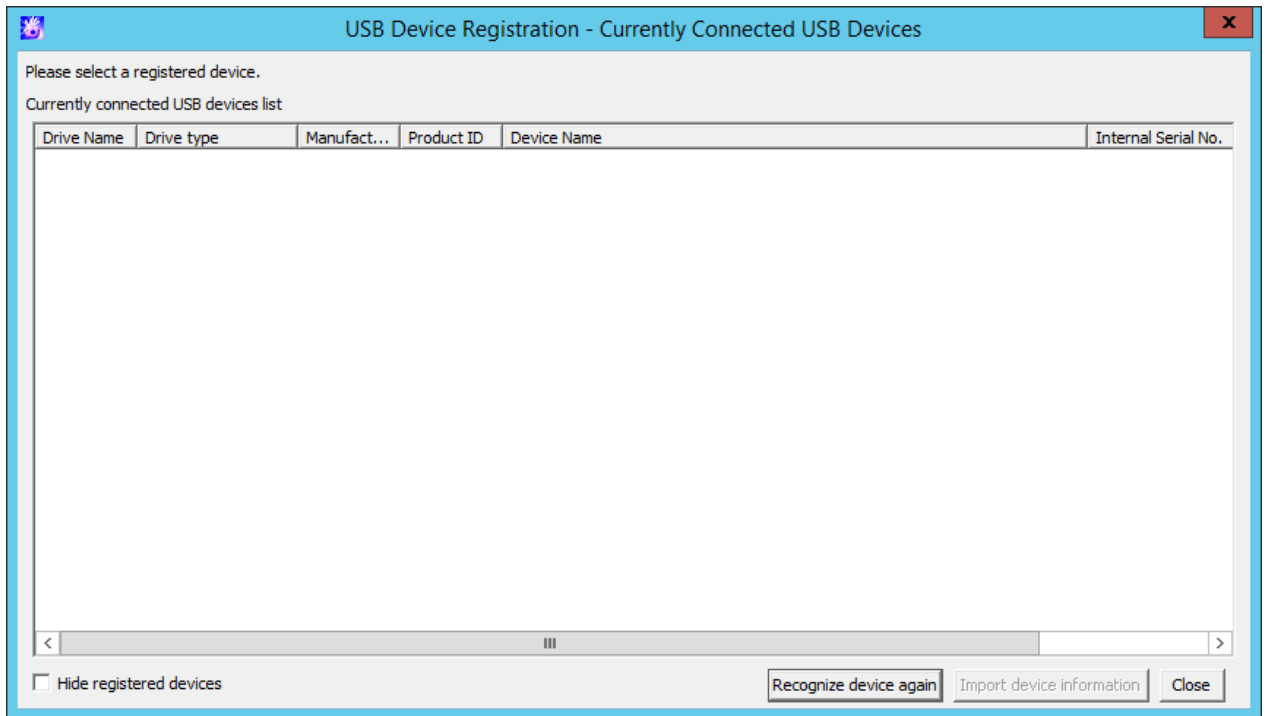 USB Device Registration - Currently Connected USB Devices
x
Please select a registered device.
Currently connected USB devices list
Drive Name Drive type Manufact... Product ID Device Name Internal Serial No.
Hide registered devices Recognize device again Import device information Close